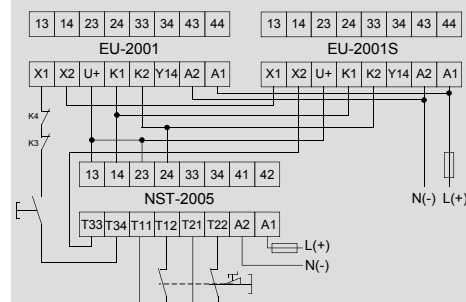 13 14 23 24 33 34 43 44 13 14 23 24 33 34 43 44
EU-2001 EU-2001S
X1 X2 U+ K1 K2 Y14 A2 A1 X1 X2 U+ K1 K2 Y14 A2 A1
K4
K3
13 14 23 24 33 34 41 42
NST-2005
N(-) L(+)
T33 T34 T11 T12 T21 T22 A2 A1
L(+)
N(-)